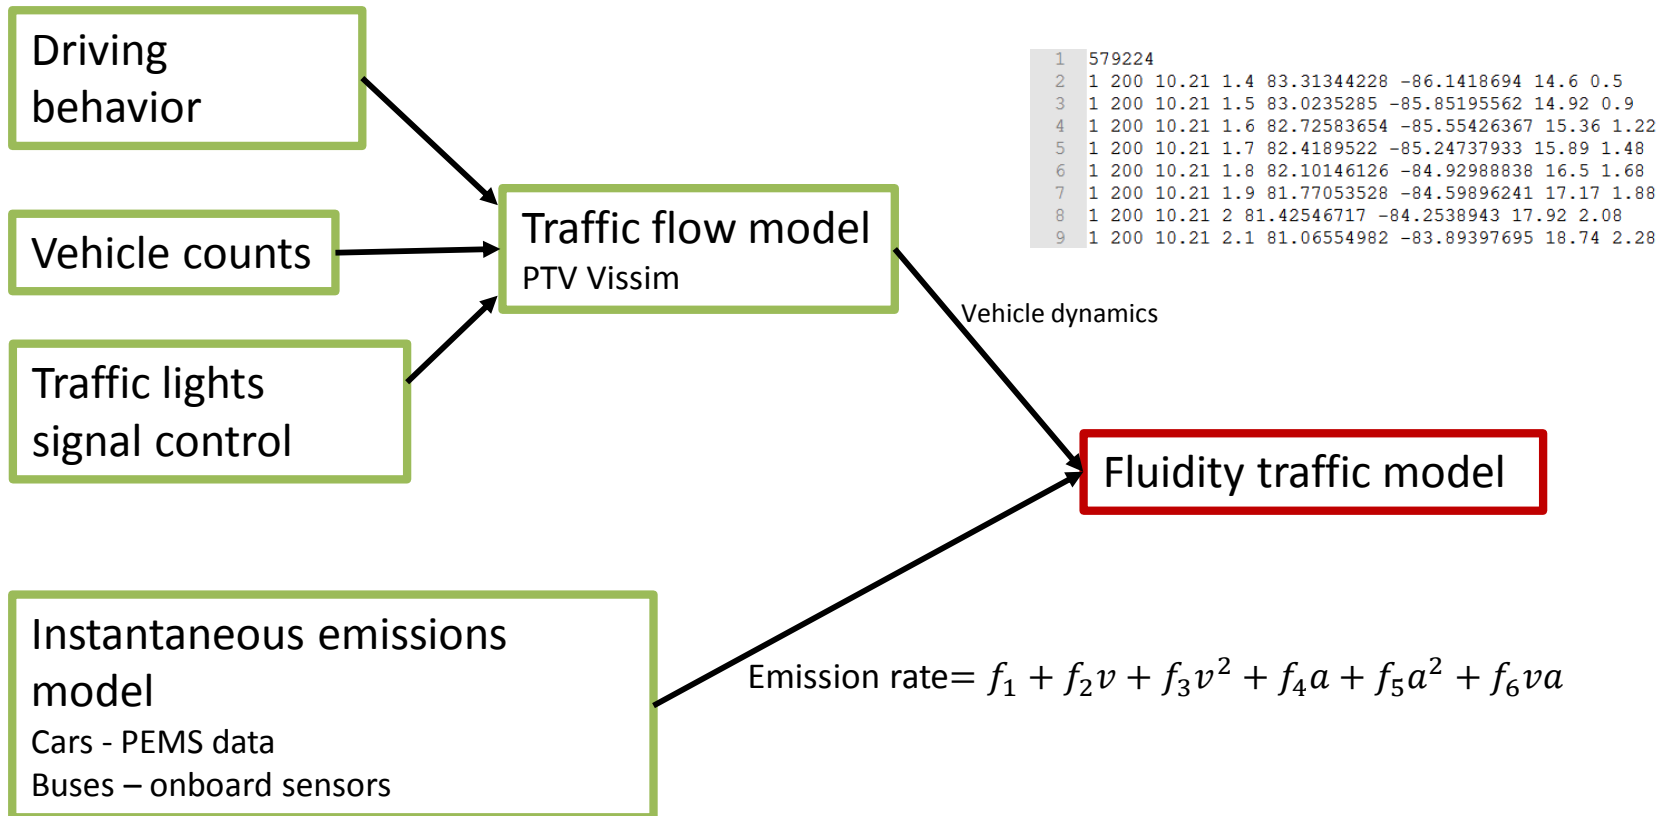 Driving
behavior
Vehicle counts
Traffic lights
signal control
Traffic flow model
PTV Vissim
1 579224
2 1 200 10.21 1.4 83.31344228 -86.1418694 14.6 0.5
3 1 200 10.21 1.5 83.0235285 -85.85195562 14.92 0.9
4 1 200 10.21 1.6 82.72583654 -85.55426367 15.36 1.22
5 1 200 10.21 1.7 82.4189522 -85.24737933 15.89 1.48
6 1 200 10.21 1.8 82.10146126 -84.92988838 16.5 1.68
7 1 200 10.21 1.9 81.77053528 -84.59896241 17.17 1.88
8 1 200 10.21 2 81.42546717 -84.2538943 17.92 2.08
9 1 200 10.21 2.1 81.06554982 -83.89397695 18.74 2.28
Vehicle dynamics
Fluidity traffic model
Instantaneous emissions
model
Cars - PEMS data
Buses – onboard sensors
Emission rate= f₁ + f₂v + f₃v² + f₄a + f₅a² + f₆va